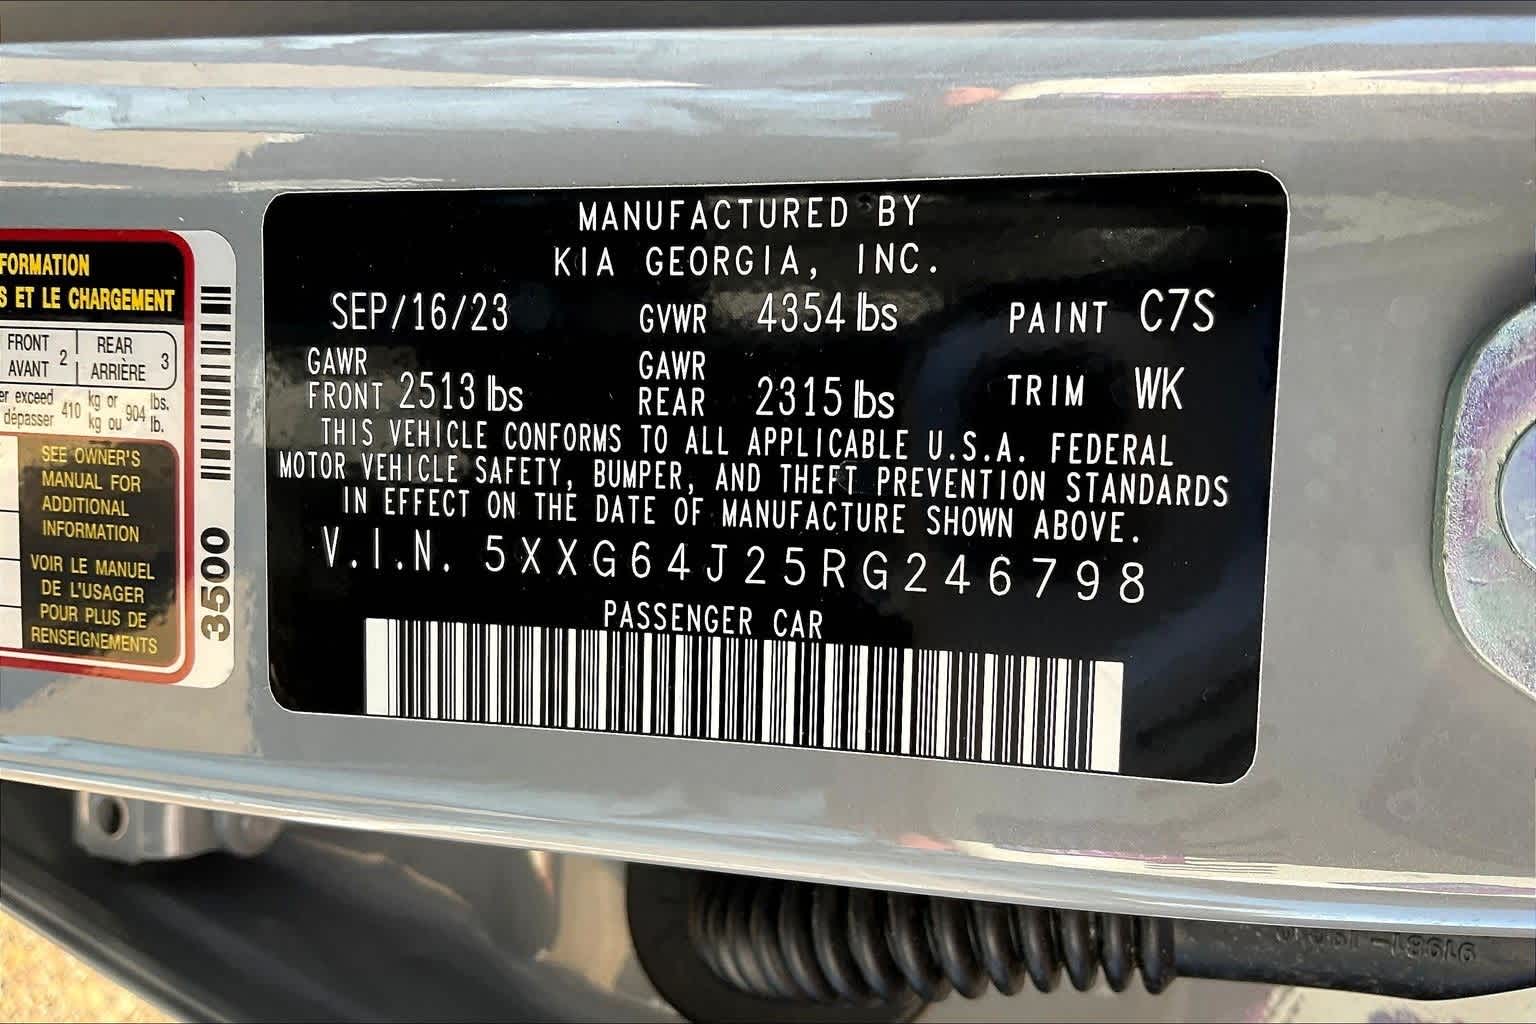 FORMATION
S ET LE CHARGEMENT
FRONT
AVANT 2
REAR
ARRIÈRE 3
er exceed
dépasser 410 kg or
kg ou 904 lbs.
lb.
SEE OWNER'S
MANUAL FOR
ADDITIONAL
INFORMATION
VOIR LE MANUEL
DE L'USAGER
POUR PLUS DE
RENSEIGNEMENTS
3500
MANUFACTURED BY
KIA GEORGIA, INC.
SEP/16/23 GVWR 4354 lbs PAINT C7S
GAWR
FRONT 2513 lbs
GAWR
REAR 2315 lbs
TRIM WK
THIS VEHICLE CONFORMS TO ALL APPLICABLE U.S.A. FEDERAL
MOTOR VEHICLE SAFETY, BUMPER, AND THEFT PREVENTION STANDARDS
IN EFFECT ON THE DATE OF MANUFACTURE SHOWN ABOVE.
V.I.N. 5XXG64J25RG246798
PASSENGER CAR